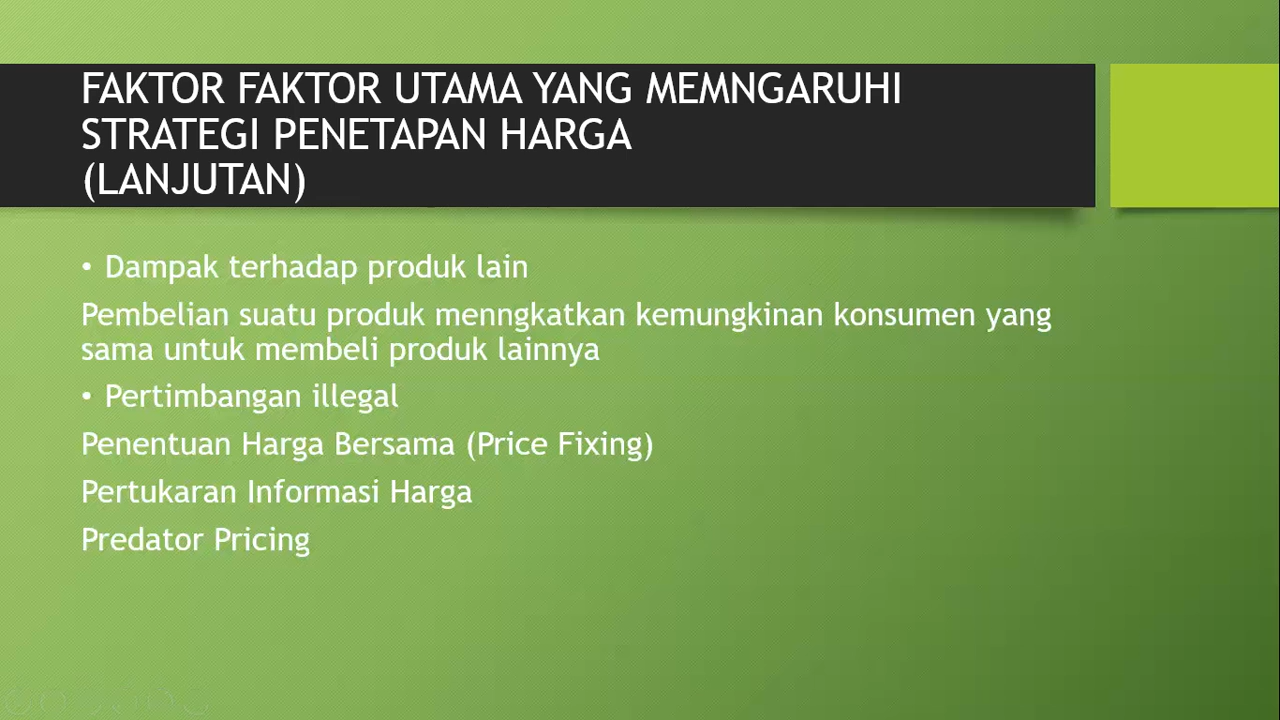 FAKTOR FAKTOR UTAMA YANG MEMNGARUHI
STRATEGI PENETAPAN HARGA
(LANJUTAN)
• Dampak terhadap produk lain
Pembelian suatu produk menngkatkan kemungkinan konsumen yang
sama untuk membeli produk lainnya
• Pertimbangan illegal
Penentuan Harga Bersama (Price Fixing)
Pertukaran Informasi Harga
Predator Pricing